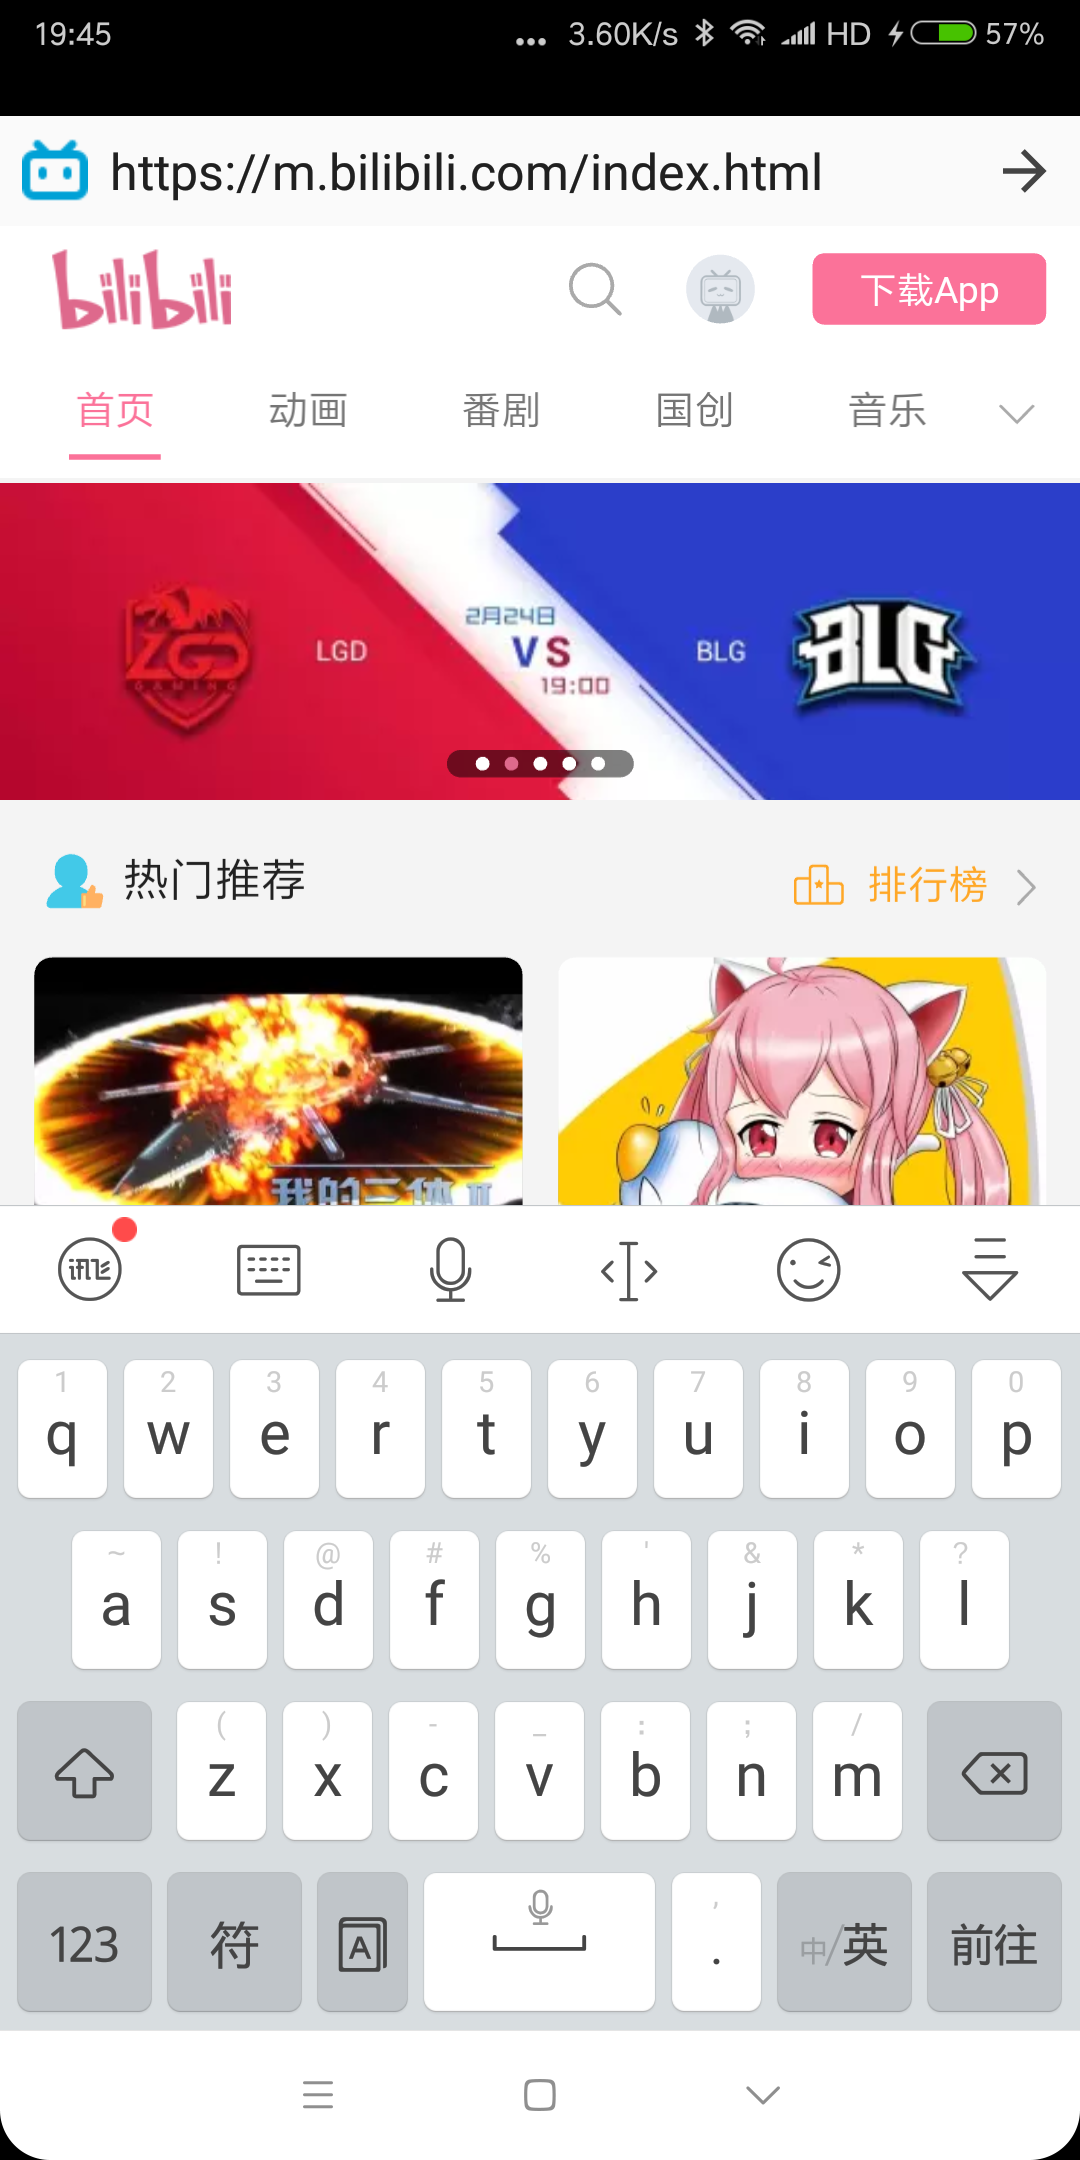 19:45 ... 3.60K/s HD 57%
https://m.bilibili.com/index.html
bilibili 下载App
首页 动画 番剧 国创 音乐
2月24日
LGD VS BLG BLG
19:00
LGD
GAMING
热门推荐 排行榜
我的三体 II
讯飞
1 2 3 4 5 6 7 8 9 0
q w e r t y u i o p
~ ! @ # % ' & * ?
a s d f g h j k l
( ) - _ : ; /
z x c v b n m
123 符 A , . 中/英 前往